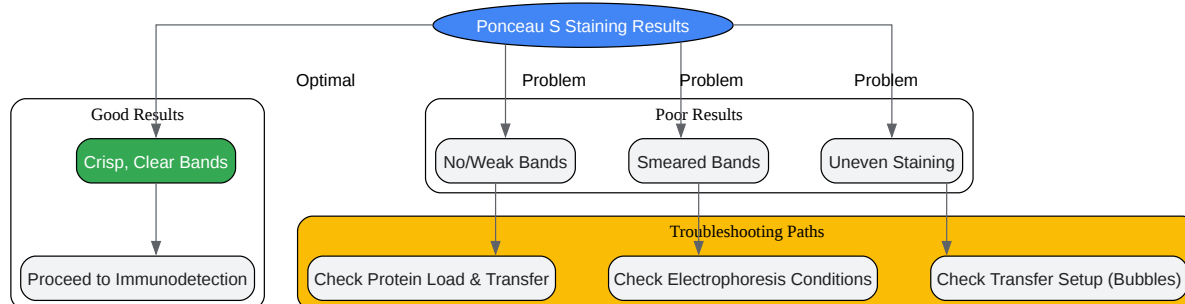 Ponceau S Staining Results
Optimal
Problem
Problem
Problem
Good Results
Poor Results
Crisp, Clear Bands
No/Weak Bands
Smeared Bands
Uneven Staining
Troubleshooting Paths
Proceed to Immunodetection
Check Protein Load & Transfer
Check Electrophoresis Conditions
Check Transfer Setup (Bubbles)